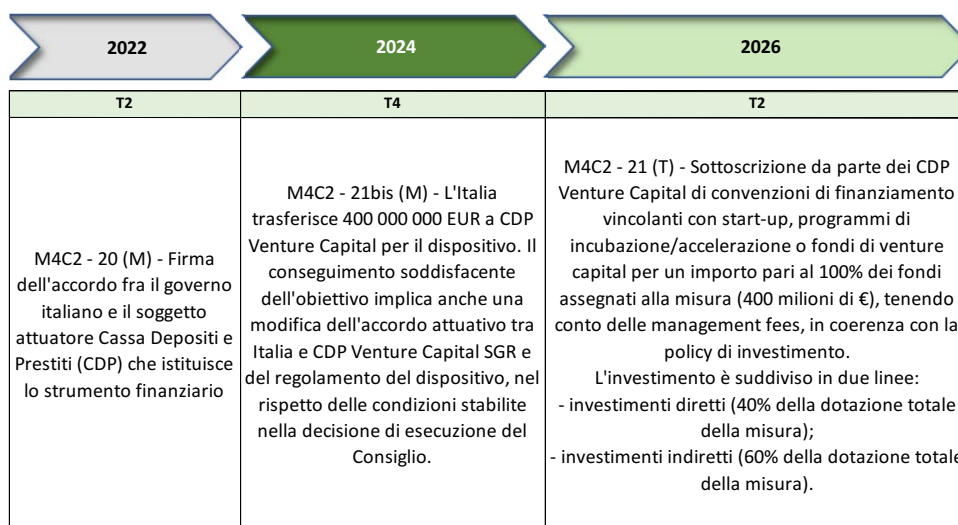 2022
2024
2026
T2
T4
T2
M4C2 - 20 (M) - Firma
dell'accordo fra il governo
italiano e il soggetto
attuatore Cassa Depositi e
Prestiti (CDP) che istituisce
lo strumento finanziario
M4C2 - 21bis (M) - L'Italia
trasferisce 400 000 000 EUR a CDP
Venture Capital per il dispositivo. Il
conseguimento soddisfacente
dell'obiettivo implica anche una
modifica dell'accordo attuativo tra
Italia e CDP Venture Capital SGR e
del regolamento del dispositivo, nel
rispetto delle condizioni stabilite
nella decisione di esecuzione del
Consiglio.
M4C2 - 21 (T) - Sottoscrizione da parte dei CDP
Venture Capital di convenzioni di finanziamento
vincolanti con start-up, programmi di
incubazione/accelerazione o fondi di venture
capital per un importo pari al 100% dei fondi
assegnati alla misura (400 milioni di €), tenendo
conto delle management fees, in coerenza con la
policy di investimento.
L'investimento è suddiviso in due linee:
- investimenti diretti (40% della dotazione totale
della misura);
- investimenti indiretti (60% della dotazione totale
della misura).